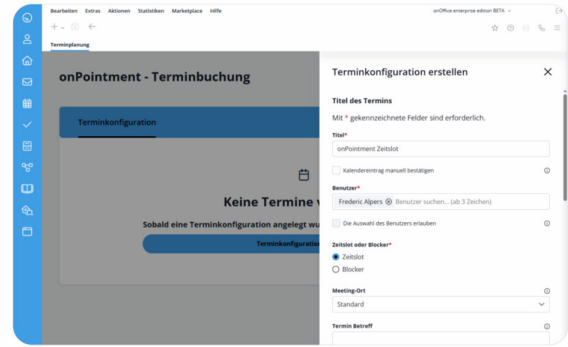 Bearbeiten Extras Aktionen Statistiken Marketplace Hilfe
onOffice enterprise edition BETA
Terminplanung
onPointment - Terminbuchung
Terminkonfiguration
Keine Termine
Sobald eine Terminkonfiguration angelegt wu
Terminkonfiguration
Terminkonfiguration erstellen
Titel des Termins
Mit * gekennzeichnete Felder sind erforderlich.
Titel*
onPointment Zeitslot
Kalendereintrag manuell bestätigen
Benutzer*
Frederic Alpers Benutzer suchen... (ab 3 Zeichen)
Die Auswahl des Benutzers erlauben
Zeitslot oder Blocker*
Zeitslot
Blocker
Meeting-Ort
Standard
Termin Betreff